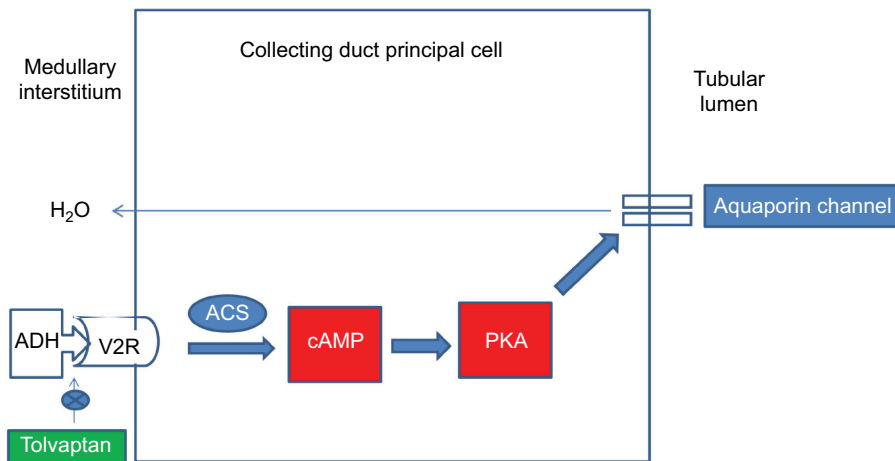 Collecting duct principal cell
Medullary
interstitium
Tubular
lumen
H₂O
Aquaporin channel
ADH
V2R
ACS
cAMP
PKA
Tolvaptan